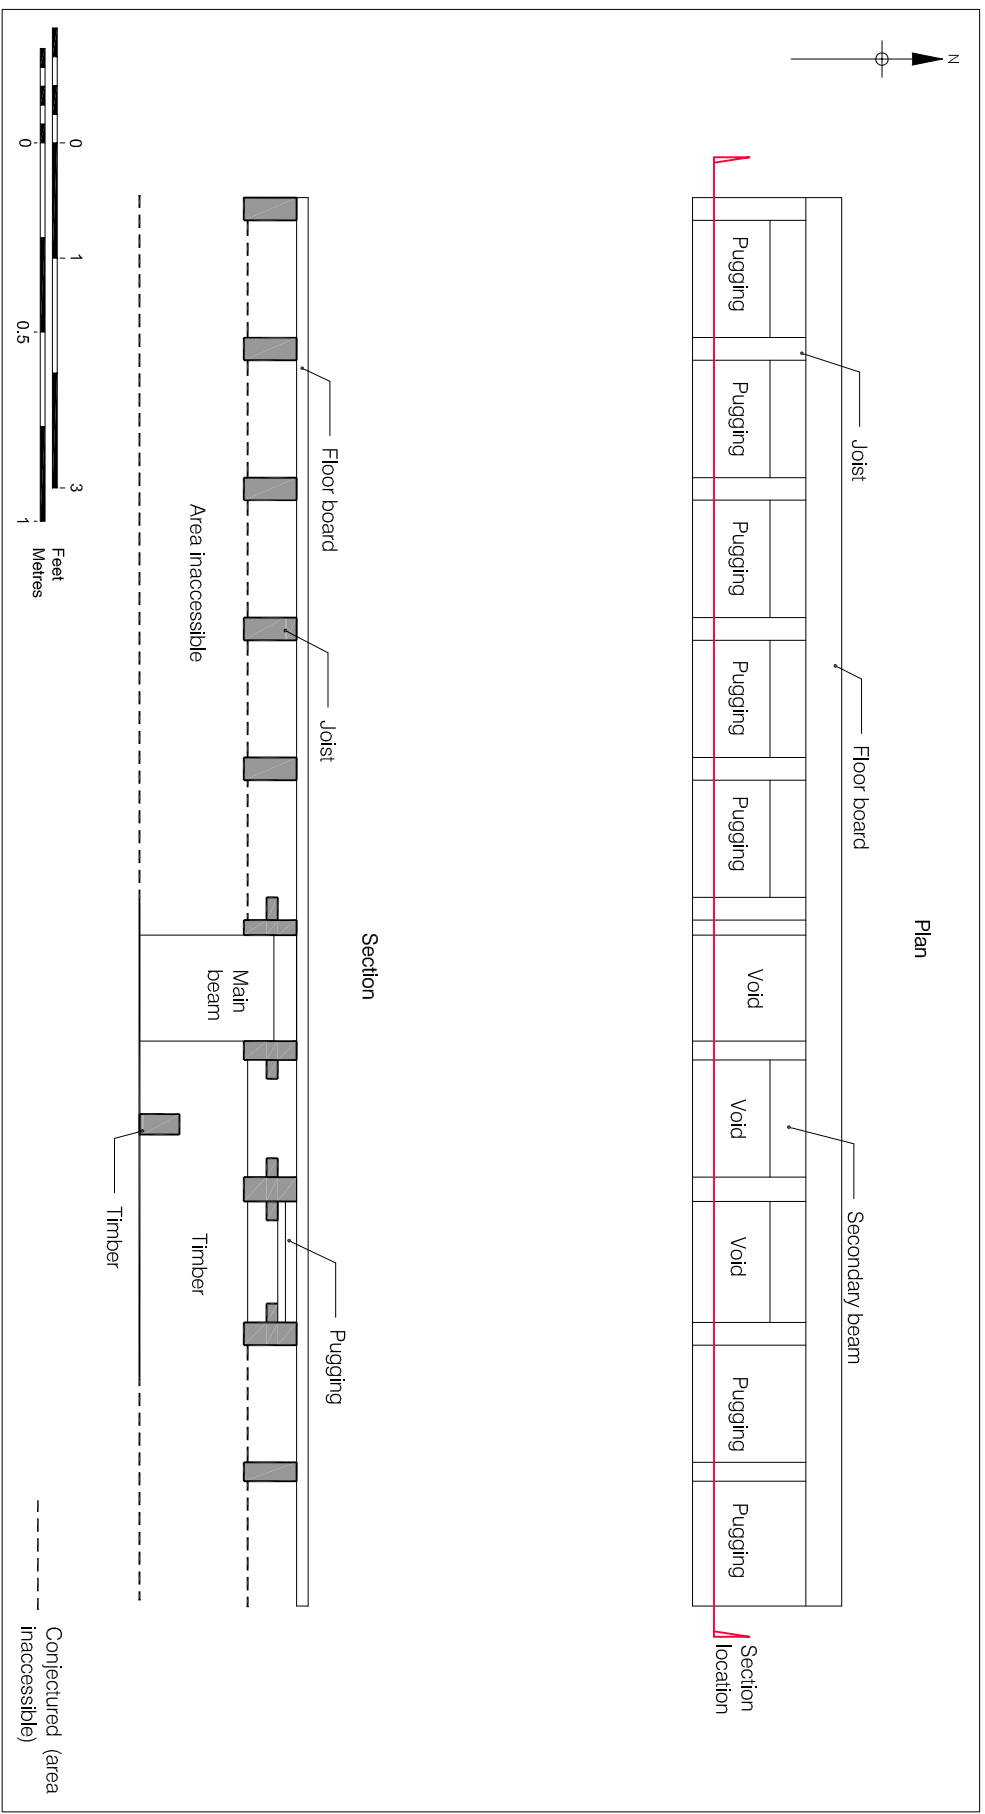 N
Plan
Joist
Floor board
Secondary beam
Pugging
Pugging
Pugging
Pugging
Pugging
Void
Void
Void
Pugging
Pugging
Section
location
Section
Floor board
Joist
Pugging
Area inaccessible
Main
beam
Timber
Timber
0
1
3
Feet
0
0.5
1
Metres
Conjectured (area
inaccessible)